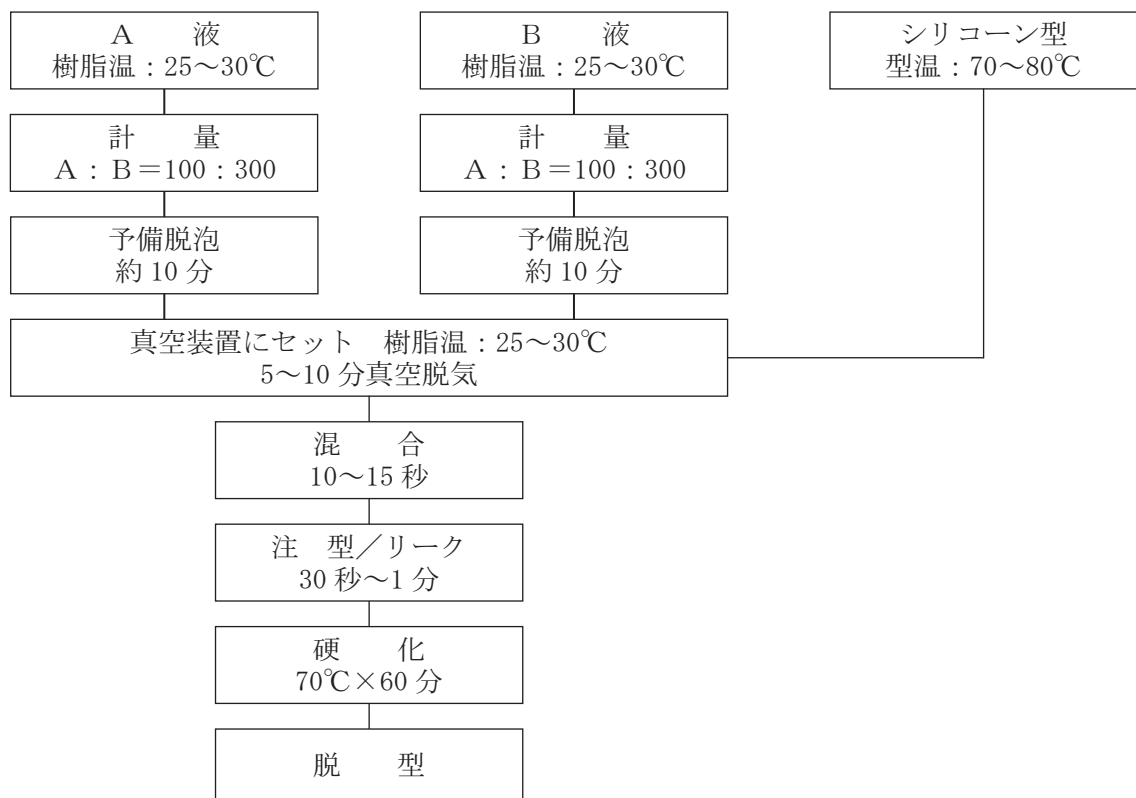 A　　液
樹脂温：25～30℃
B　　液
樹脂温：25～30℃
シリコーン型
型温：70～80℃
計　　量
A：B＝100：300
計　　量
A：B＝100：300
予備脱泡
約 10 分
予備脱泡
約 10 分
真空装置にセット　樹脂温：25～30℃
5～10 分真空脱気
混　　合
10～15 秒
注　型／リーク
30 秒～1 分
硬　　化
70℃×60 分
脱　　型